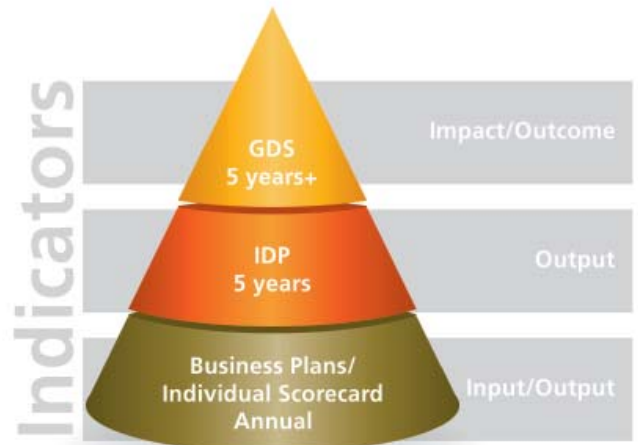 Indicators
GDS
5 years+
Impact/Outcome
IDP
5 years
Output
Business Plans/
Individual Scorecard
Annual
Input/Output